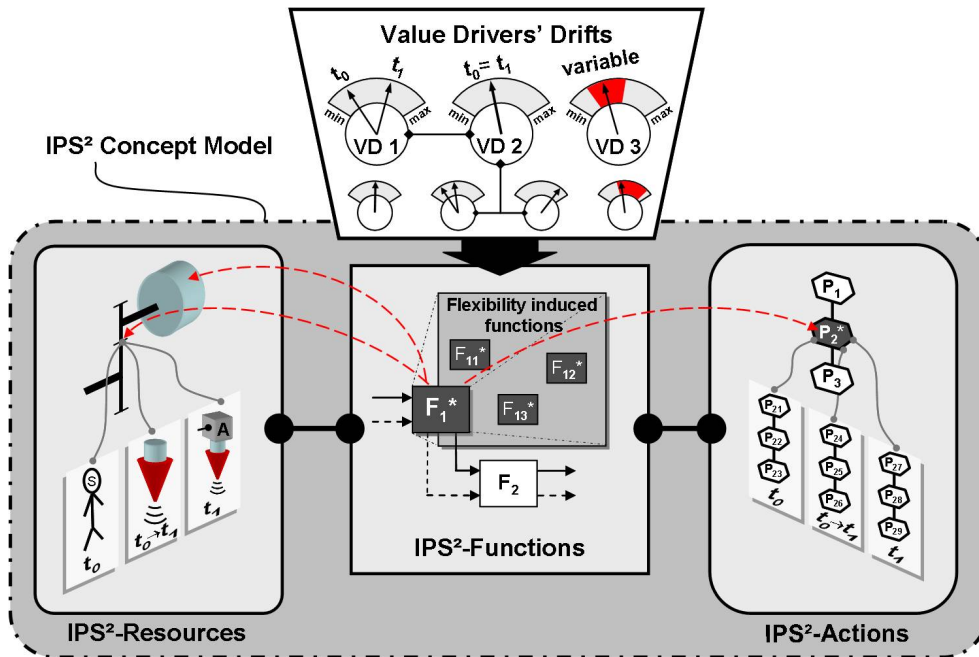 Value Drivers' Drifts
t₀ t₁ t₀= t₁ variable
min max min max min max
VD 1 VD 2 VD 3
IPS² Concept Model
Flexibility induced
functions
F₁₁*
F₁₂*
F₁₃*
F₁*
F₂
IPS²-Functions
A
S
t₀
t₀→t₁
t₁
IPS²-Resources
P₁
P₂*
P₃
P₂₁
P₂₂
P₂₃
t₀
P₂₄
P₂₅
P₂₆
t₀→t₁
P₂₇
P₂₈
P₂₉
t₁
IPS²-Actions